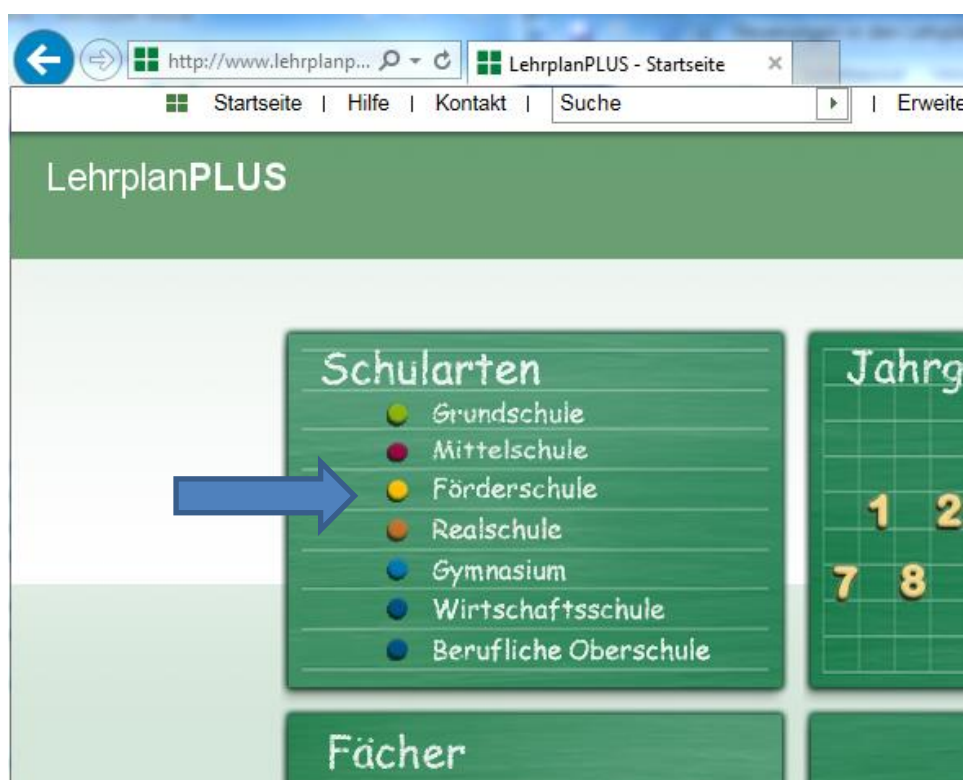 http://www.lehrplanp...
LehrplanPLUS - Startseite
Startseite | Hilfe | Kontakt | Suche | Erweite
LehrplanPLUS
Schularten
Grundschule
Mittelschule
Förderschule
Realschule
Gymnasium
Wirtschaftsschule
Berufliche Oberschule
Jahrg
1 2
7 8
Fächer